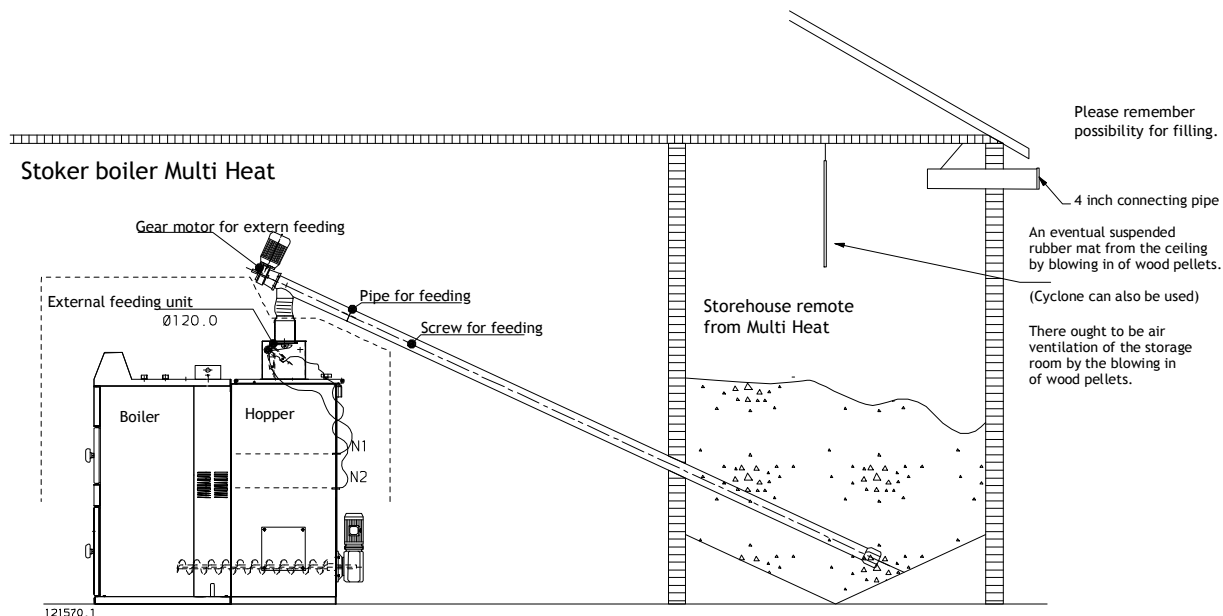 Please remember
possibility for filling.
Stoker boiler Multi Heat
4 inch connecting pipe
Gear motor for extern feeding
An eventual suspended
rubber mat from the ceiling
by blowing in of wood pellets.
(Cyclone can also be used)
There ought to be air
ventilation of the storage
room by the blowing in
of wood pellets.
External feeding unit
Ø120.0
Pipe for feeding
Screw for feeding
Storehouse remote
from Multi Heat
Boiler
Hopper
N1
N2
121570.1